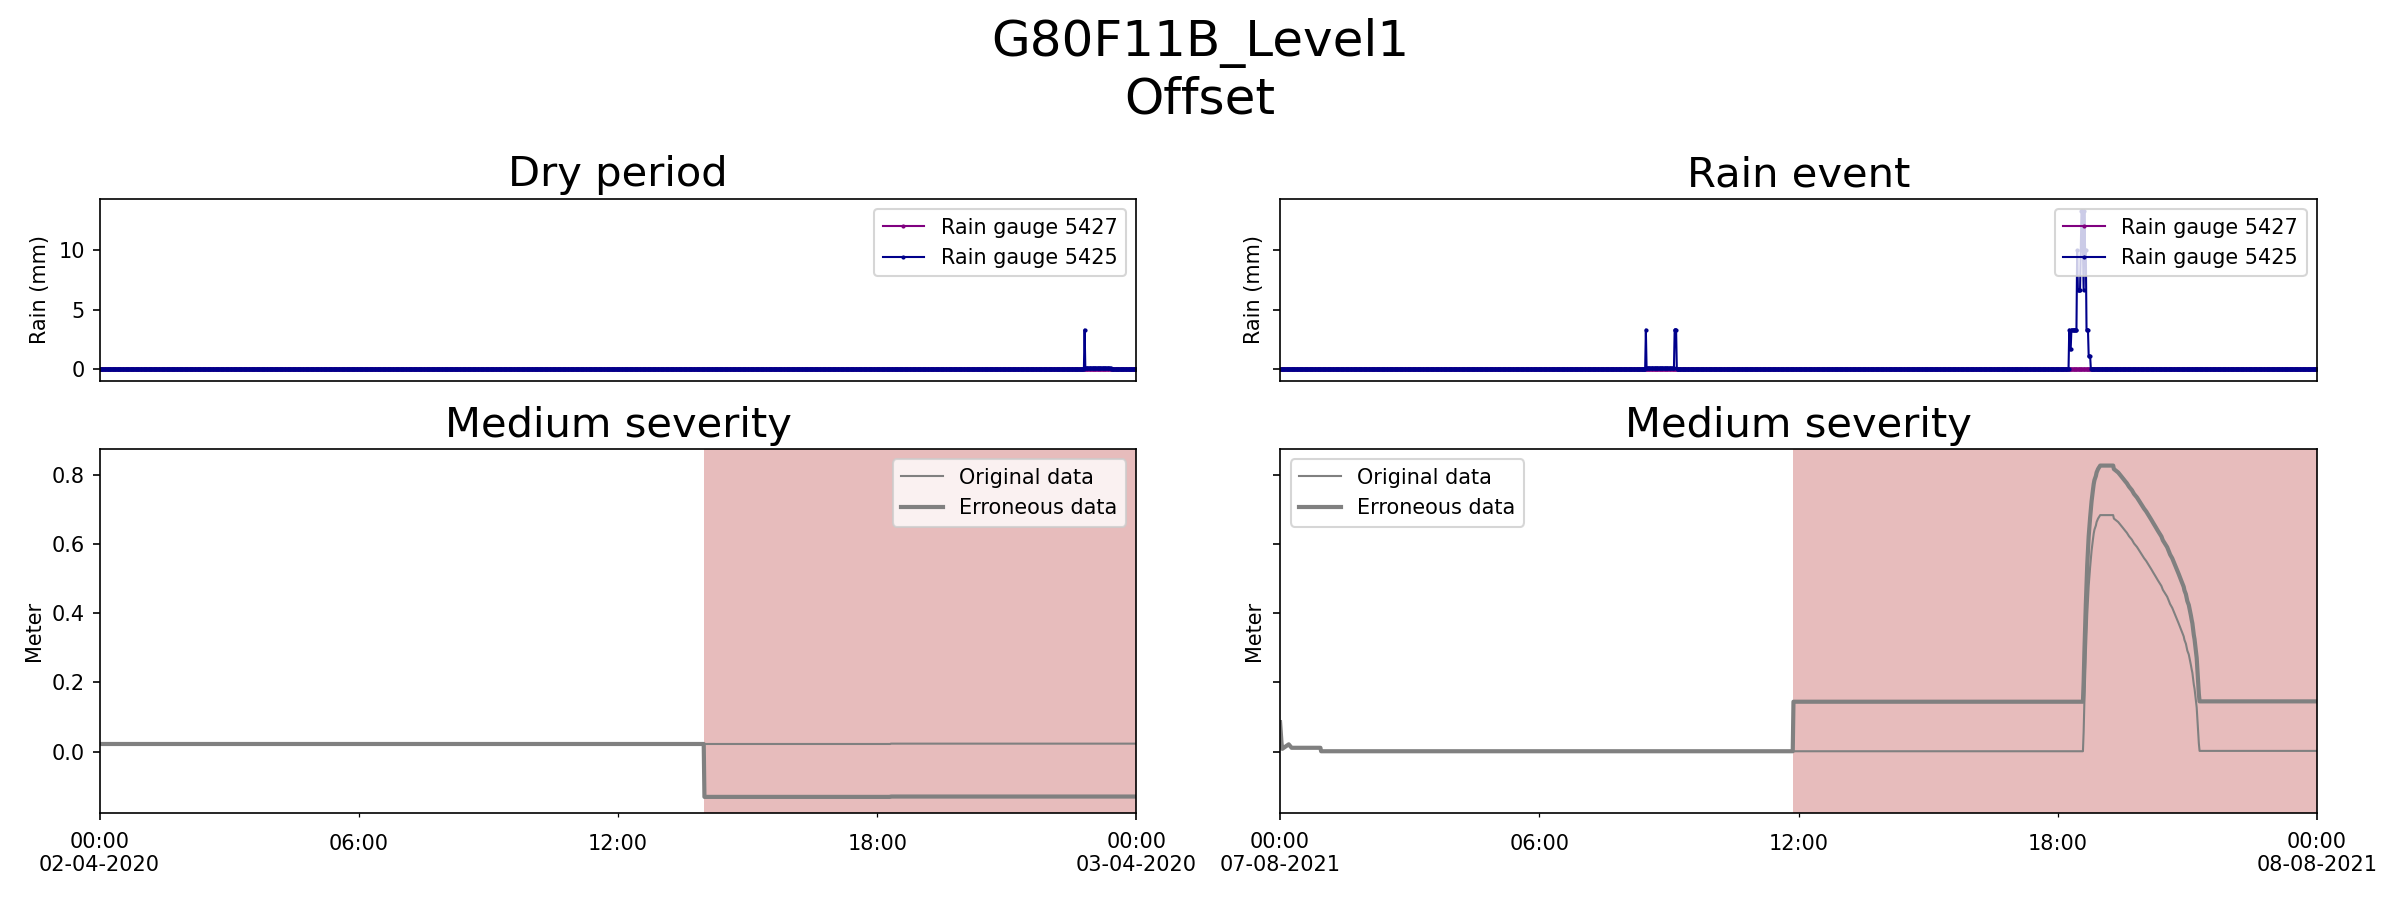 G80F11B_Level1
Offset
Dry period
Rain (mm)
10
5
0
Rain gauge 5427
Rain gauge 5425
Rain event
Rain (mm)
Rain gauge 5427
Rain gauge 5425
Medium severity
Meter
0.8
0.6
0.4
0.2
0.0
Original data
Erroneous data
00:00
02-04-2020
06:00
12:00
18:00
00:00
03-04-2020
Medium severity
Meter
Original data
Erroneous data
00:00
07-08-2021
06:00
12:00
18:00
00:00
08-08-2021